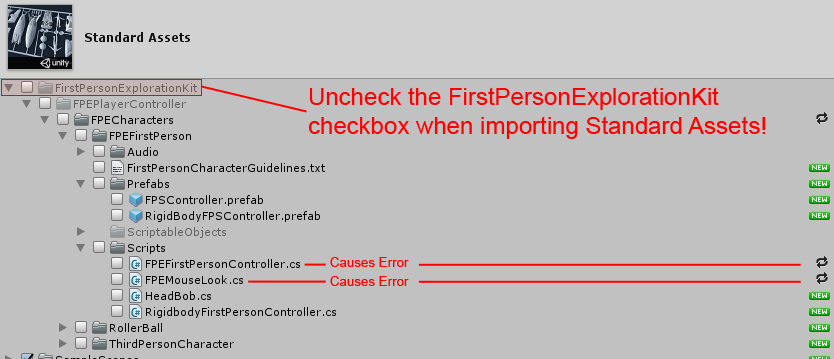 Standard Assets
unity
FirstPersonExplorationKit
Uncheck the FirstPersonExplorationKit
checkbox when importing Standard Assets!
FPEPlayerController
FPECharacters
FPEFirstPerson
Audio
FirstPersonCharacterGuidelines.txt NEW
Prefabs NEW
FPSController.prefab NEW
RigidBodyFPSController.prefab NEW
ScriptableObjects
Scripts
FPEFirstPersonController.cs Causes Error
FPEMouseLook.cs Causes Error
HeadBob.cs NEW
RigidbodyFirstPersonController.cs NEW
RollerBall NEW
ThirdPersonCharacter NEW
SampleScenes